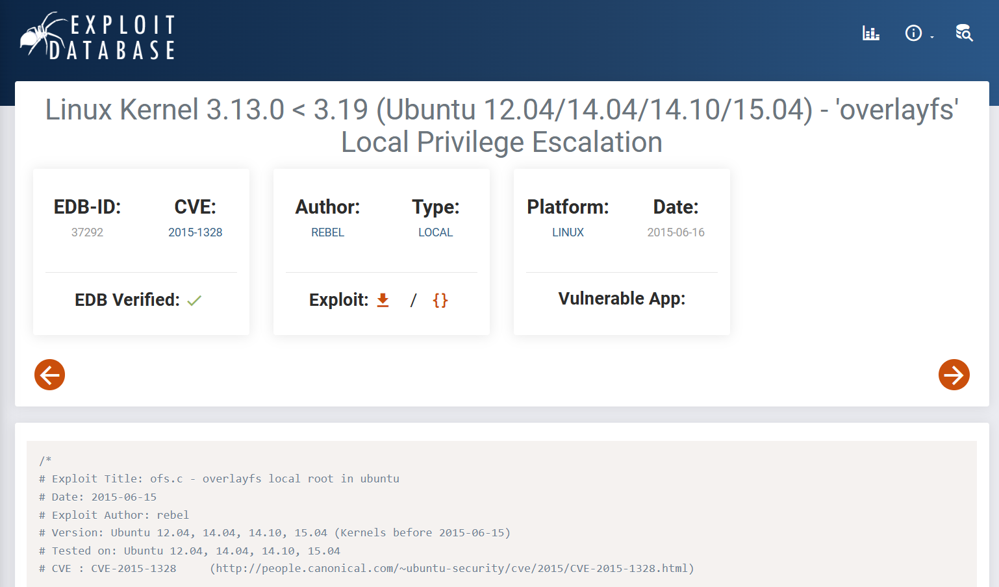 EXPLOIT
DATABASE
Linux Kernel 3.13.0 < 3.19 (Ubuntu 12.04/14.04/14.10/15.04) - 'overlayfs'
Local Privilege Escalation
EDB-ID:
37292
CVE:
2015-1328
EDB Verified:
Author:
REBEL
Type:
LOCAL
Exploit: / {}
Platform:
LINUX
Date:
2015-06-16
Vulnerable App:
/*
# Exploit Title: ofs.c - overlayfs local root in ubuntu
# Date: 2015-06-15
# Exploit Author: rebel
# Version: Ubuntu 12.04, 14.04, 14.10, 15.04 (Kernels before 2015-06-15)
# Tested on: Ubuntu 12.04, 14.04, 14.10, 15.04
# CVE : CVE-2015-1328     (http://people.canonical.com/~ubuntu-security/cve/2015/CVE-2015-1328.html)